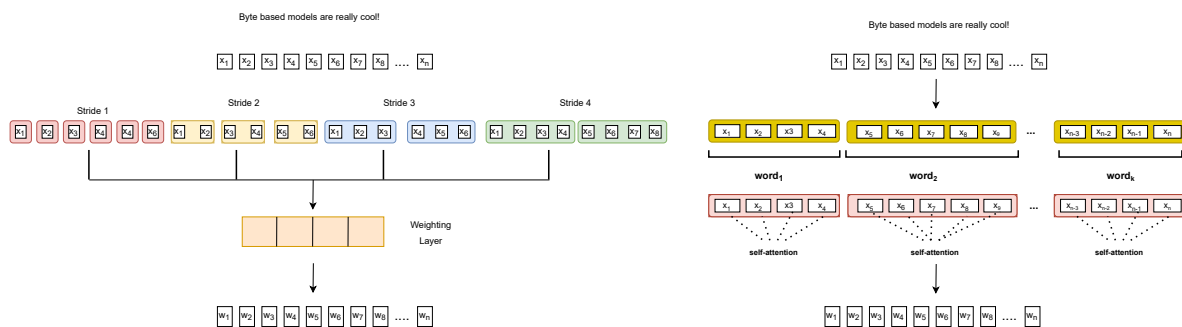 Byte based models are really cool!
x1 x2 x3 x4 x5 x6 x7 x8 .... xn
Stride 1 Stride 2 Stride 3 Stride 4
x1 x2 x3 x4 x4 x6 x1 x2 x3 x4 x5 x6 x1 x2 x3 x4 x5 x6 x1 x2 x3 x4 x5 x6 x7 x8
Weighting
Layer
w1 w2 w3 w4 w5 w6 w7 w8 .... wn
Byte based models are really cool!
x1 x2 x3 x4 x5 x6 x7 x8 .... xn
x1 x2 x3 x4 x5 x6 x7 x8 x9 ... xn-3 xn-2 xn-1 xn
word1 word2 wordk
x1 x2 x3 x4 x5 x6 x7 x8 x9 ... xn-3 xn-2 xn-1 xn
self-attention self-attention self-attention
w1 w2 w3 w4 w5 w6 w7 w8 .... wn